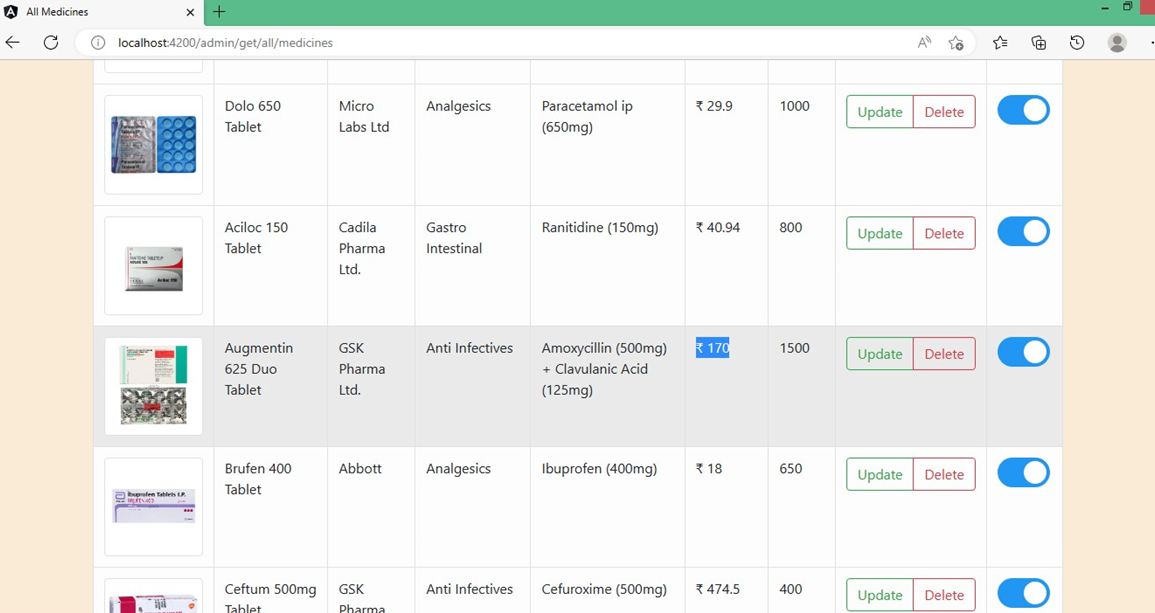 All Medicines
localhost:4200/admin/get/all/medicines
Dolo 650
Tablet
Micro
Labs Ltd
Analgesics
Paracetamol ip
(650mg)
₹ 29.9
1000
Update
Delete
Aciloc 150
Tablet
Cadila
Pharma
Ltd.
Gastro
Intestinal
Ranitidine (150mg)
₹ 40.94
800
Update
Delete
Augmentin
625 Duo
Tablet
GSK
Pharma
Ltd.
Anti Infectives
Amoxycillin (500mg)
+ Clavulanic Acid
(125mg)
₹ 170
1500
Update
Delete
Ibuprofen Tablets I.P.
Brufen 400
Tablet
Abbott
Analgesics
Ibuprofen (400mg)
₹ 18
650
Update
Delete
Ceftum 500mg
Tablet
GSK
Pharma
Anti Infectives
Cefuroxime (500mg)
₹ 474.5
400
Update
Delete